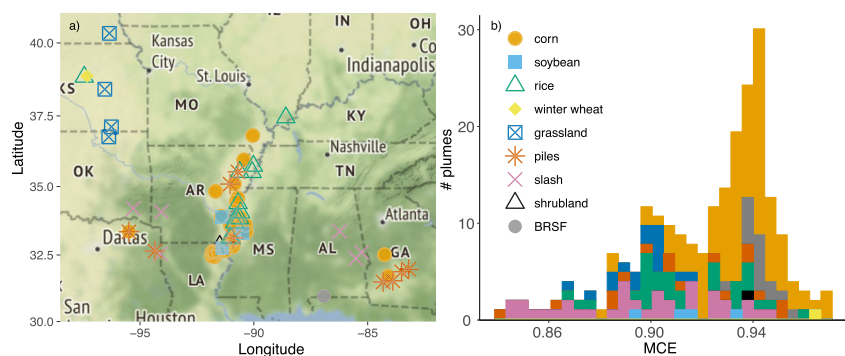 a)
IN
OH
Kansas
City
Co
Indianapolis
St. Louis
KS
MO
KY
Nashville
OK
TN
AR
Atlanta
Dallas
MS
AL
GA
LA
San
Houston
40.0
37.5
35.0
32.5
30.0
Latitude
−95
−90
−85
Longitude
b)
corn
soybean
rice
winter wheat
grassland
piles
slash
shrubland
BRSF
30
20
10
0
# plumes
0.86
0.90
0.94
MCE